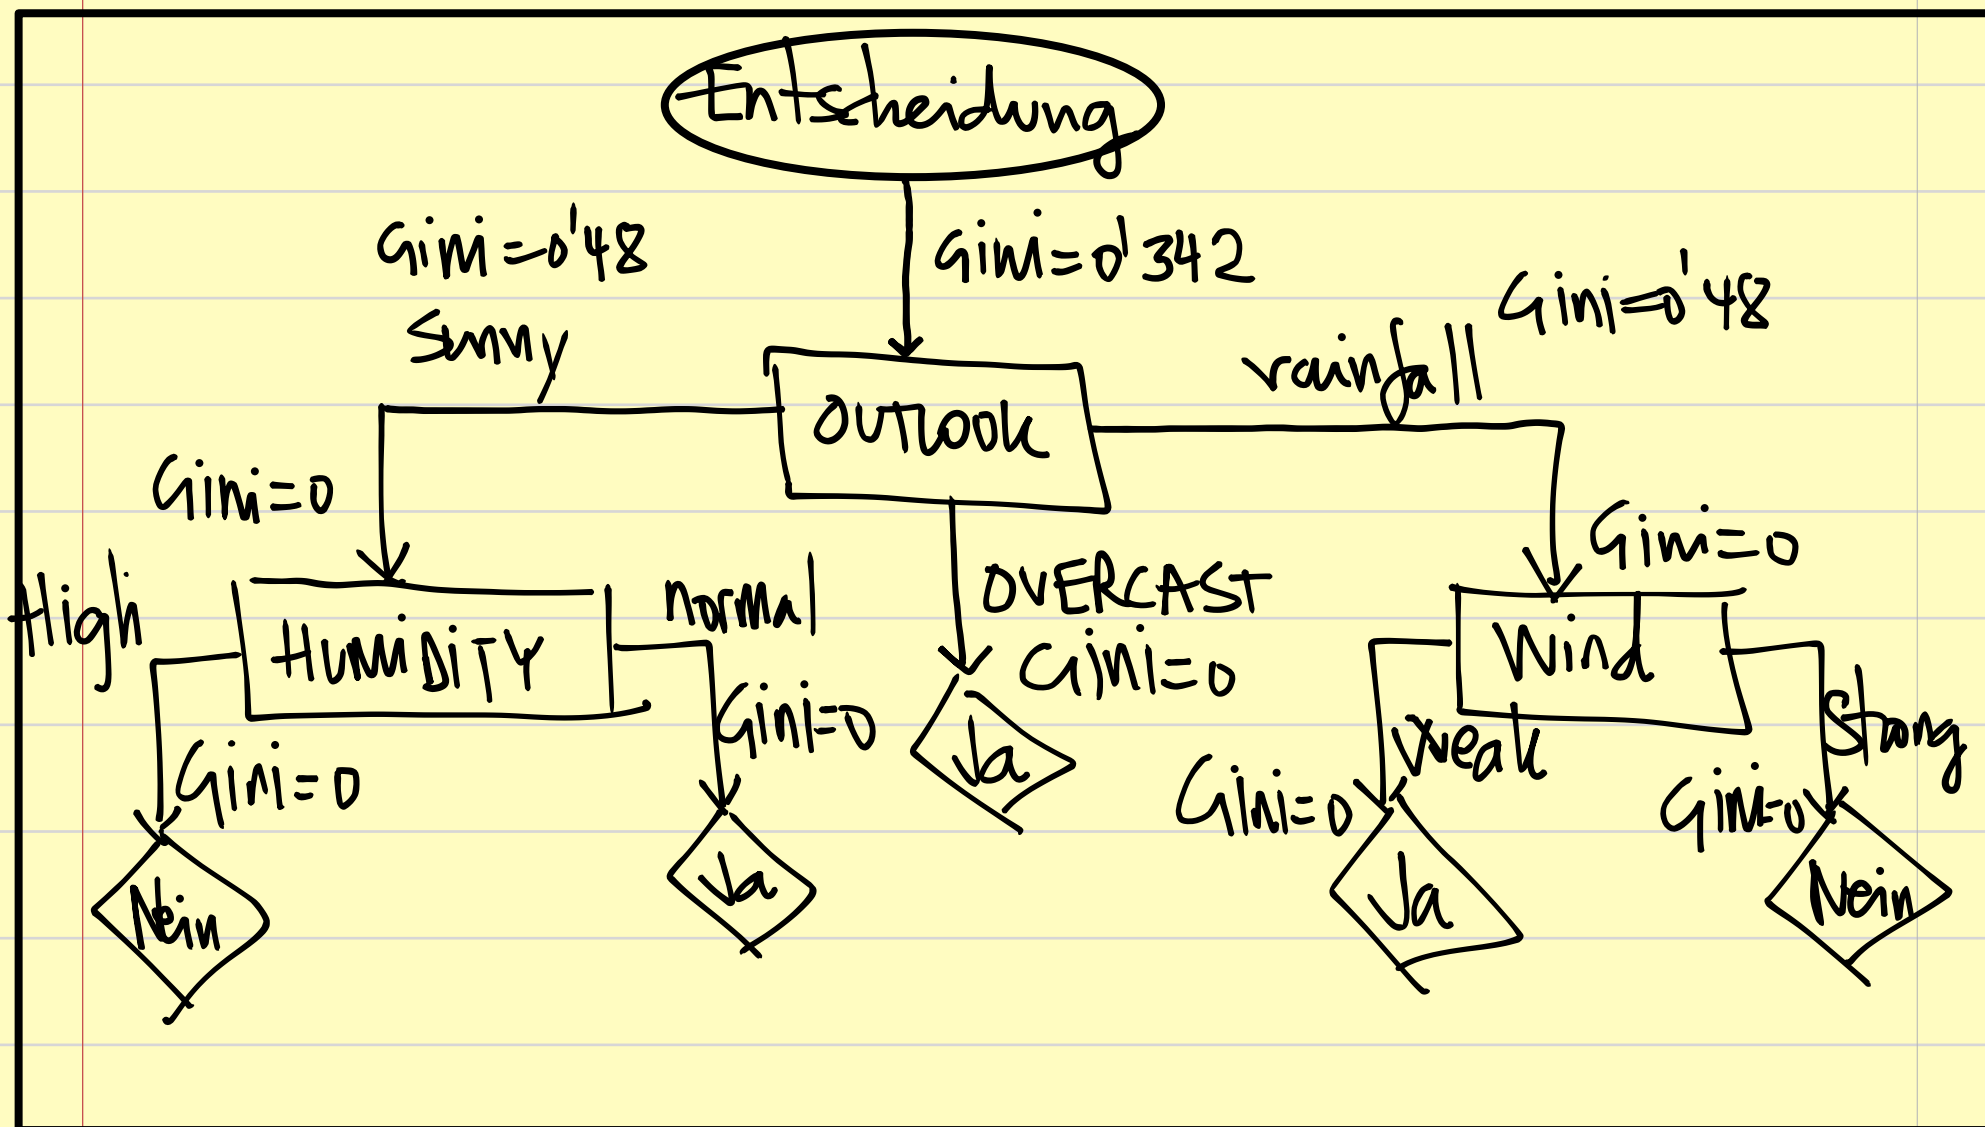 Entscheidung
Gini=0'48
Gini=0'342
Gini=0'48
Sunny
rainfall
OUTLOOK
Gini=0
Gini=0
High
HUMiDiTY
normal
OVERCAST
Gini=0
Wind
Gini=0
Gini=0
Ja
Weak
Strong
Gini=0
Gini=0
Nein
Ja
Ja
Nein